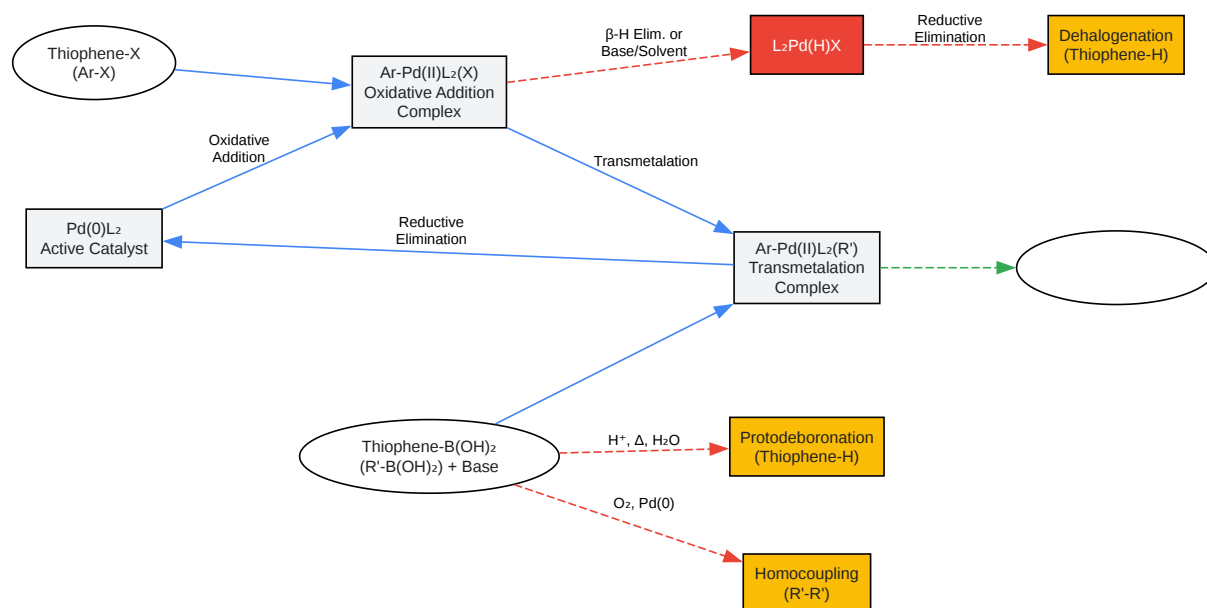 Thiophene-X
(Ar-X)
Ar-Pd(II)L₂(X)
Oxidative Addition
Complex
β-H Elim. or
Base/Solvent
L₂Pd(H)X
Reductive
Elimination
Dehalogenation
(Thiophene-H)
Oxidative
Addition
Transmetalation
Pd(0)L₂
Active Catalyst
Reductive
Elimination
Ar-Pd(II)L₂(R')
Transmetalation
Complex
Thiophene-B(OH)₂
(R'-B(OH)₂) + Base
H⁺, Δ, H₂O
Protodeboronation
(Thiophene-H)
O₂, Pd(0)
Homocoupling
(R'-R')